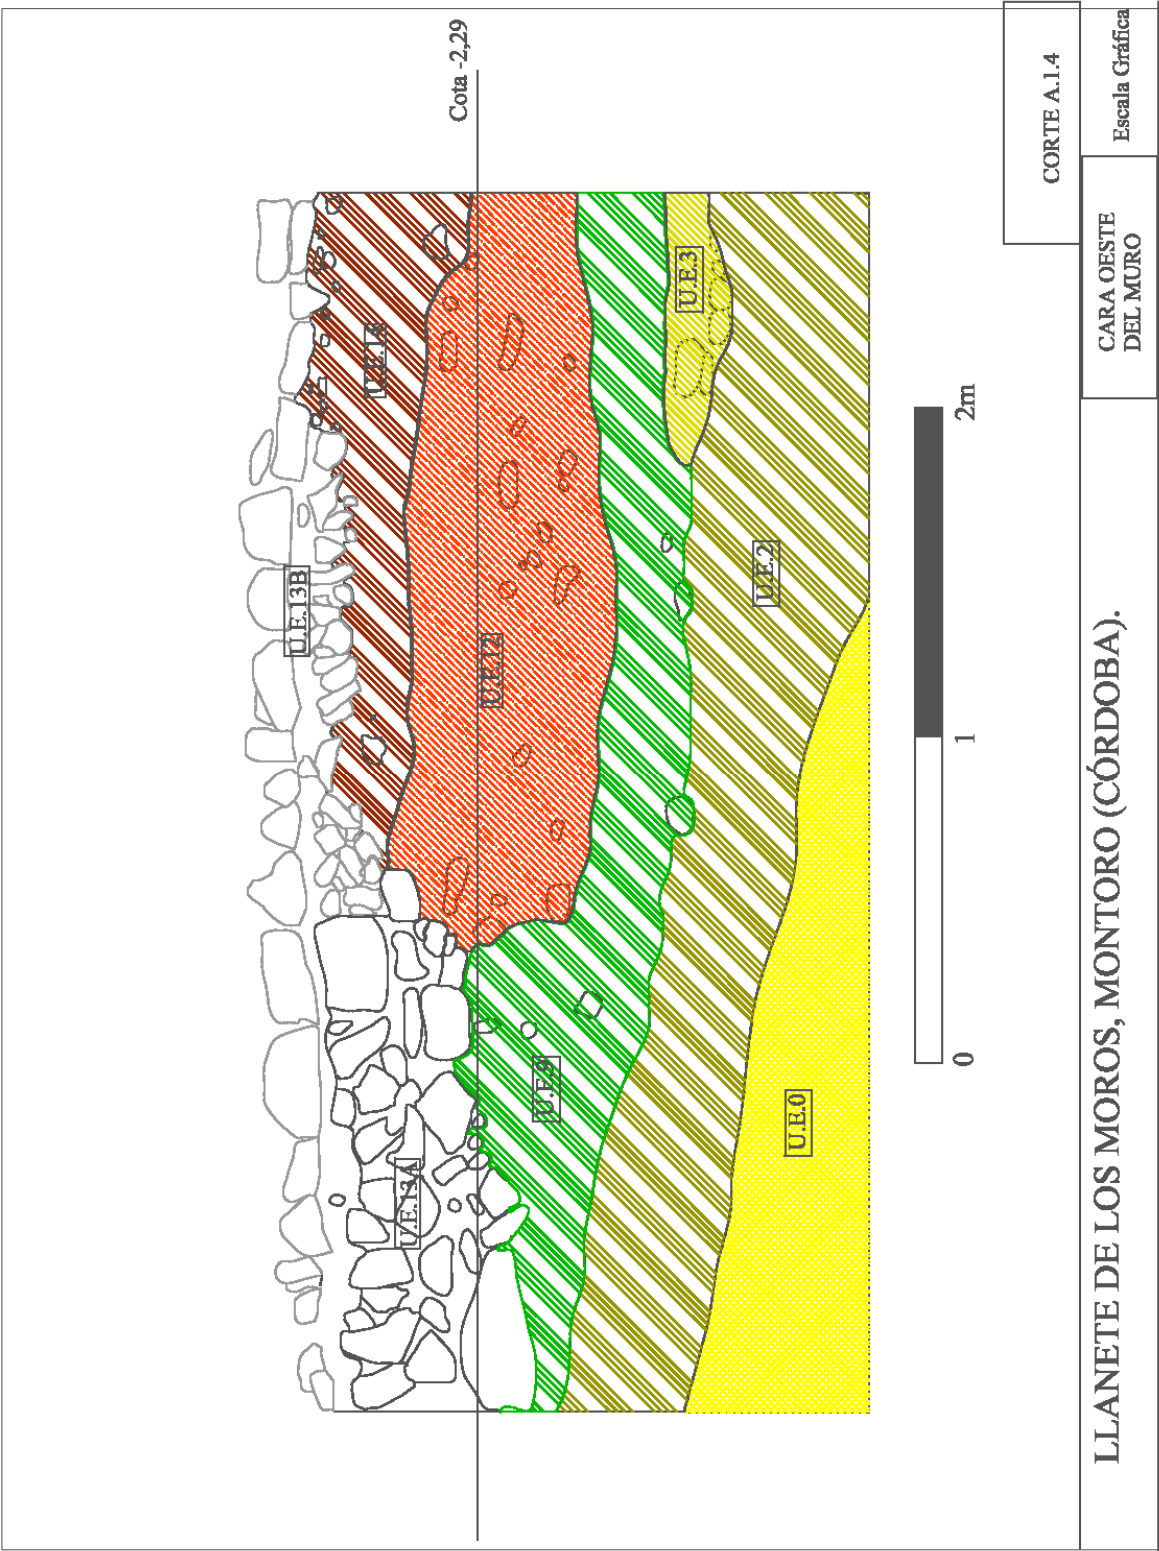 Cota -2,29
U.E.13B
U.E.12
U.E.3
U.E.2
U.E.13A
U.E.9
U.E.0
0
1
2m
CORTE A.1.4
LLANETE DE LOS MOROS, MONTORO (CÓRDOBA).
CARA OESTE
DEL MURO
Escala Gráfica